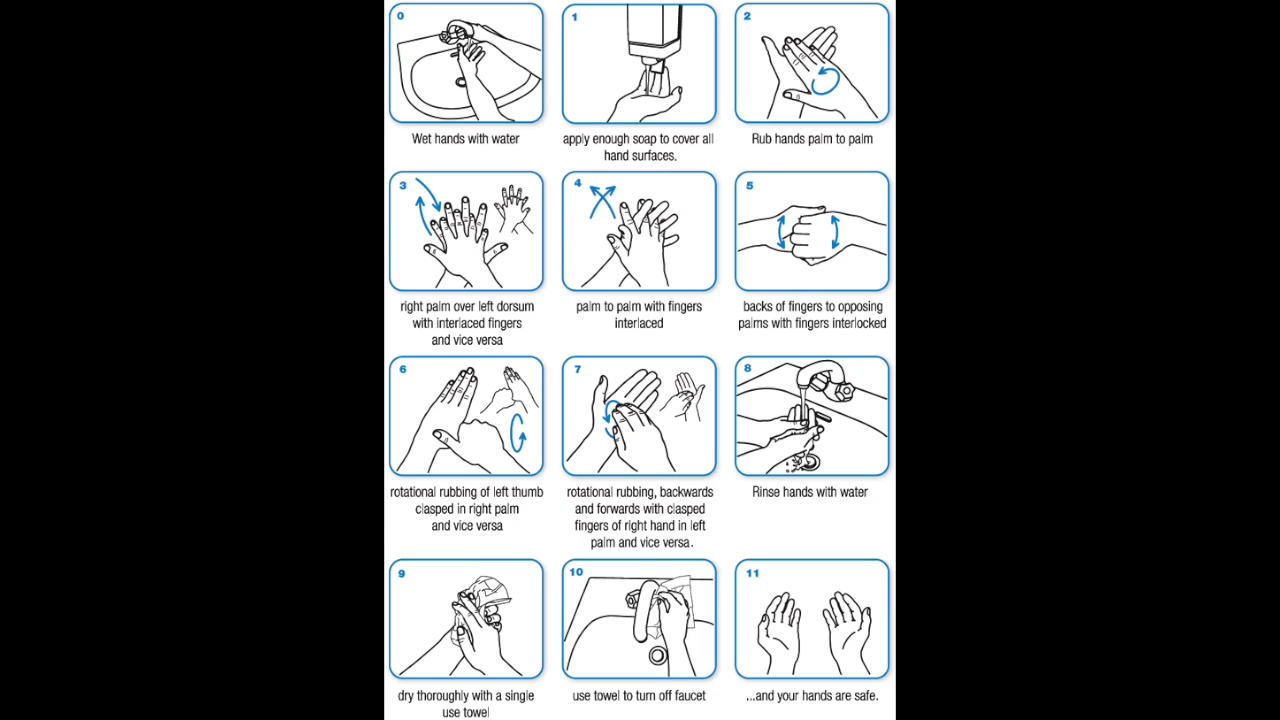 0
Wet hands with water
1
apply enough soap to cover all
hand surfaces.
2
Rub hands palm to palm
3
right palm over left dorsum
with interlaced fingers
and vice versa
4
palm to palm with fingers
interlaced
5
backs of fingers to opposing
palms with fingers interlocked
6
rotational rubbing of left thumb
clasped in right palm
and vice versa
7
rotational rubbing, backwards
and forwards with clasped
fingers of right hand in left
palm and vice versa.
8
Rinse hands with water
9
dry thoroughly with a single
use towel
10
use towel to turn off faucet
11
...and your hands are safe.